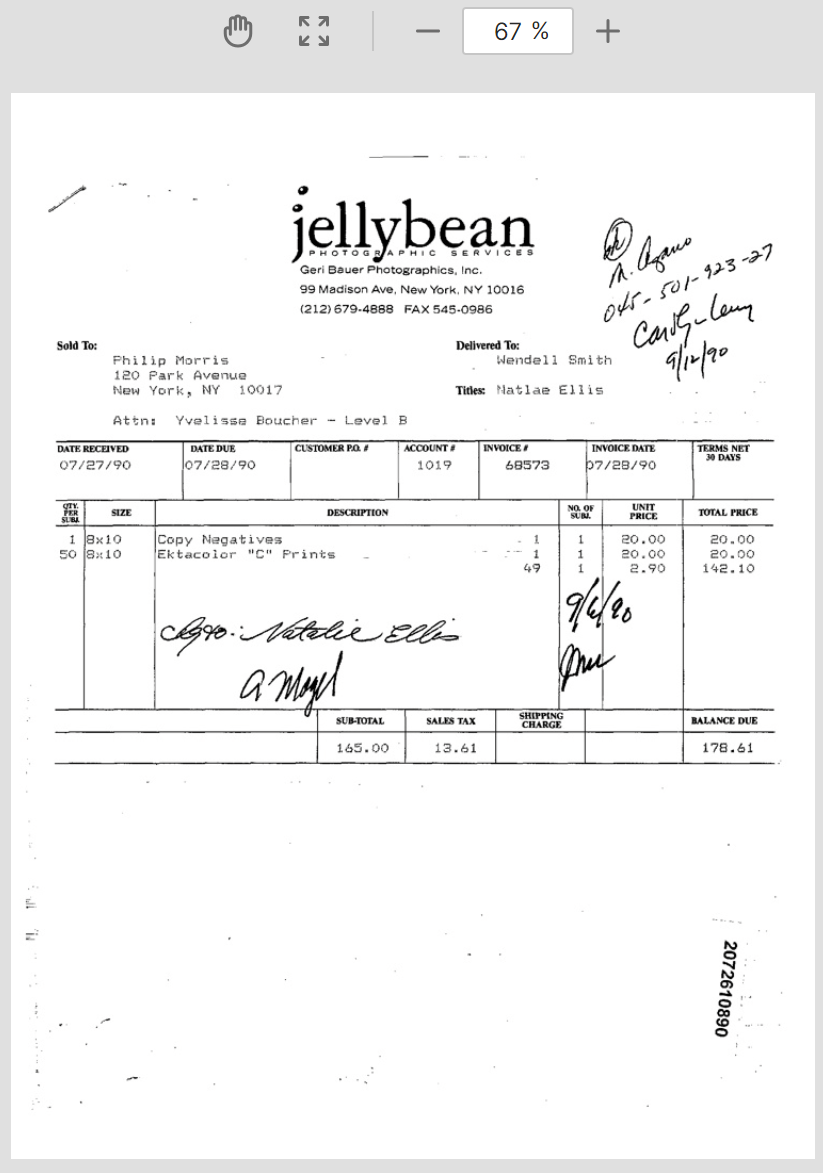 67 %
jellybean
PHOTOGRAPHIC SERVICES
Geri Bauer Photographics, Inc.
99 Madison Ave, New York, NY 10016
(212) 679-4888 FAX 545-0986
ok
045-501-923-27
9/12/90
Sold To:
Philip Morris
120 Park Avenue
New York, NY 10017
Attn: Yvelisse Boucher - Level B
Delivered To:
Wendell Smith
Titles: Natlae Ellis
DATE RECEIVED DATE DUE CUSTOMER P.O. # ACCOUNT # INVOICE # INVOICE DATE TERMS NET 30 DAYS
07/27/90 07/28/90 1019 68573 07/28/90
QTY. PER SUBJ. SIZE DESCRIPTION NO. OF SUBJ. UNIT PRICE TOTAL PRICE
1 8x10 Copy Negatives 1 1 20.00 20.00
50 8x10 Ektacolor "C" Prints 1 1 20.00 20.00
49 1 2.90 142.10
9/6/90
Natalie Ellis
SUB-TOTAL SALES TAX SHIPPING CHARGE BALANCE DUE
165.00 13.61 178.61
2072610890